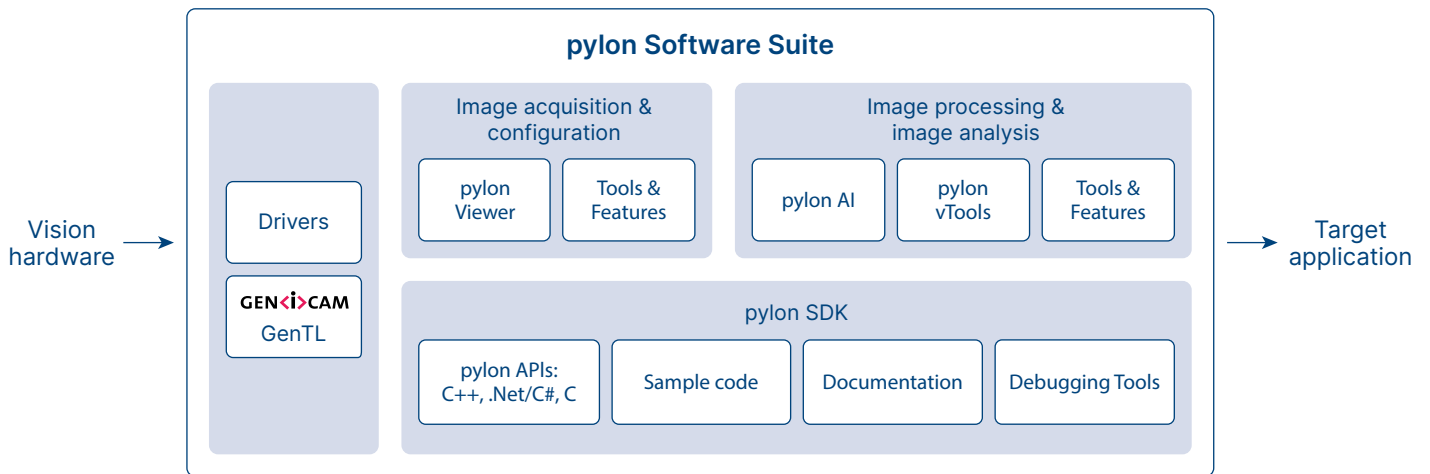 pylon Software Suite
Vision
hardware
Drivers
GEN<i>CAM
GenTL
Image acquisition &
configuration
pylon
Viewer
Tools &
Features
Image processing &
image analysis
pylon AI
pylon
vTools
Tools &
Features
pylon SDK
pylon APIs:
C++, .Net/C#, C
Sample code
Documentation
Debugging Tools
Target
application